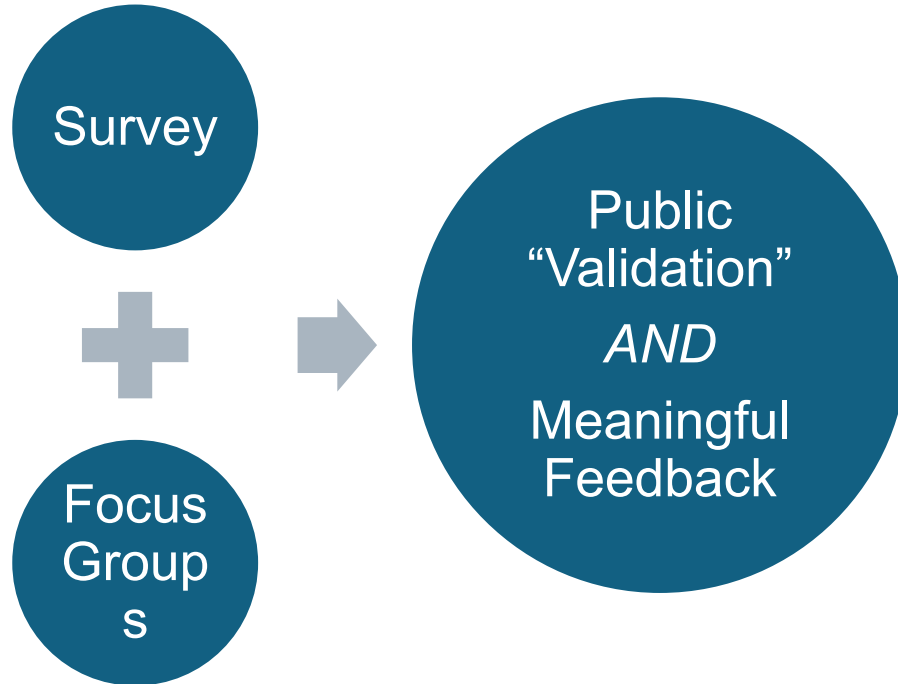 Survey
Focus
Group
s
Public
“Validation”
AND
Meaningful
Feedback